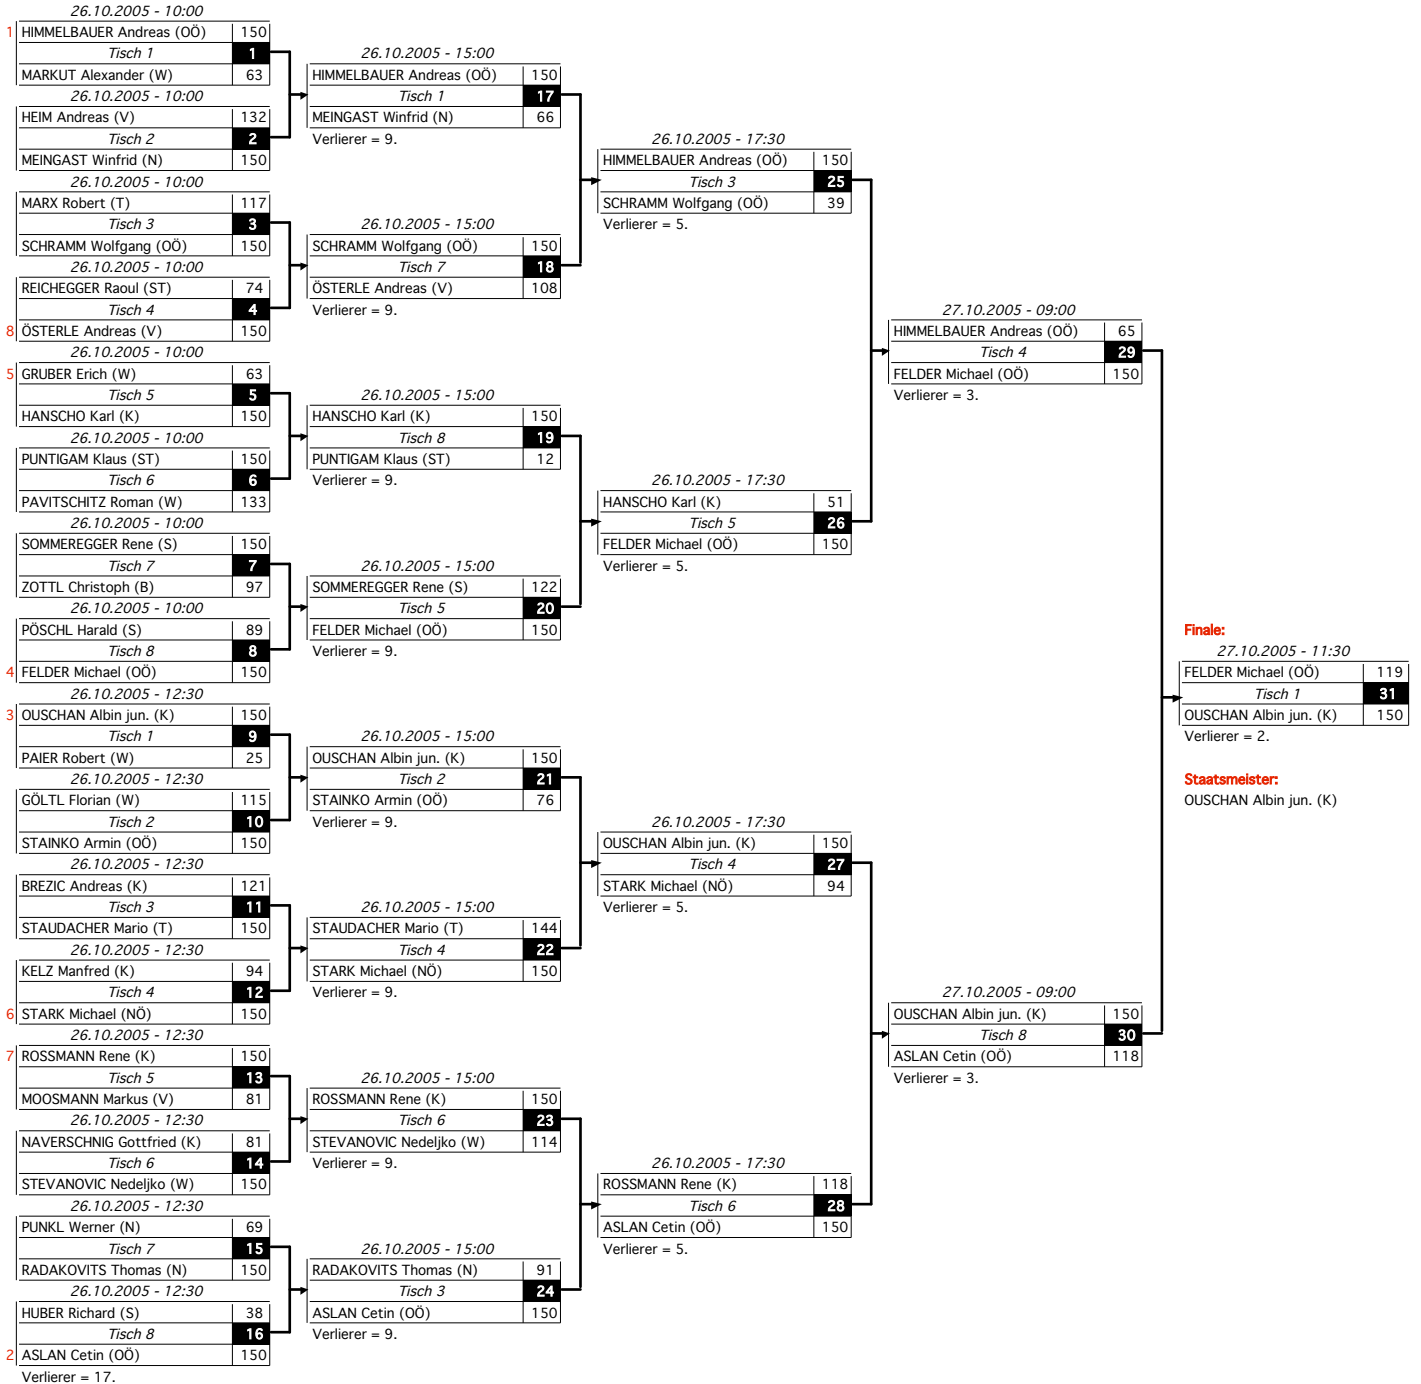 26.10.2005 - 10:00
1 HIMMELBAUER Andreas (OÖ) 150
Tisch 1 1
MARKUT Alexander (W) 63
26.10.2005 - 10:00
HEIM Andreas (V) 132
Tisch 2 2
MEINGAST Winfrid (N) 150
26.10.2005 - 10:00
MARX Robert (T) 117
Tisch 3 3
SCHRAMM Wolfgang (OÖ) 150
26.10.2005 - 10:00
REICHEGGER Raoul (ST) 74
Tisch 4 4
8 ÖSTERLE Andreas (V) 150
26.10.2005 - 10:00
5 GRUBER Erich (W) 63
Tisch 5 5
HANSCHO Karl (K) 150
26.10.2005 - 10:00
PUNTIGAM Klaus (ST) 150
Tisch 6 6
PAVITSCHITZ Roman (W) 133
26.10.2005 - 10:00
SOMMEREGGER Rene (S) 150
Tisch 7 7
ZOTTL Christoph (B) 97
26.10.2005 - 10:00
PÖSCHL Harald (S) 89
Tisch 8 8
4 FELDER Michael (OÖ) 150
26.10.2005 - 12:30
3 OUSCHAN Albin jun. (K) 150
Tisch 1 9
PAIER Robert (W) 25
26.10.2005 - 12:30
GÖLTL Florian (W) 115
Tisch 2 10
STAINKO Armin (OÖ) 150
26.10.2005 - 12:30
BREZIC Andreas (K) 121
Tisch 3 11
STAUDACHER Mario (T) 150
26.10.2005 - 12:30
KELZ Manfred (K) 94
Tisch 4 12
6 STARK Michael (NÖ) 150
26.10.2005 - 12:30
7 ROSSMANN Rene (K) 150
Tisch 5 13
MOOSMANN Markus (V) 81
26.10.2005 - 12:30
NAVERSCHNIG Gottfried (K) 81
Tisch 6 14
STEVANOVIC Nedeljko (W) 150
26.10.2005 - 12:30
PUNKL Werner (N) 69
Tisch 7 15
RADAKOVITS Thomas (N) 150
26.10.2005 - 12:30
HUBER Richard (S) 38
Tisch 8 16
2 ASLAN Cetin (OÖ) 150
Verlierer = 17.
26.10.2005 - 15:00
HIMMELBAUER Andreas (OÖ) 150
Tisch 1 17
MEINGAST Winfrid (N) 66
Verlierer = 9.
26.10.2005 - 15:00
SCHRAMM Wolfgang (OÖ) 150
Tisch 7 18
ÖSTERLE Andreas (V) 108
Verlierer = 9.
26.10.2005 - 15:00
HANSCHO Karl (K) 150
Tisch 8 19
PUNTIGAM Klaus (ST) 12
Verlierer = 9.
26.10.2005 - 15:00
SOMMEREGGER Rene (S) 122
Tisch 5 20
FELDER Michael (OÖ) 150
Verlierer = 9.
26.10.2005 - 15:00
OUSCHAN Albin jun. (K) 150
Tisch 2 21
STAINKO Armin (OÖ) 76
Verlierer = 9.
26.10.2005 - 15:00
STAUDACHER Mario (T) 144
Tisch 4 22
STARK Michael (NÖ) 150
Verlierer = 9.
26.10.2005 - 15:00
ROSSMANN Rene (K) 150
Tisch 6 23
STEVANOVIC Nedeljko (W) 114
Verlierer = 9.
26.10.2005 - 15:00
RADAKOVITS Thomas (N) 91
Tisch 3 24
ASLAN Cetin (OÖ) 150
Verlierer = 9.
26.10.2005 - 17:30
HIMMELBAUER Andreas (OÖ) 150
Tisch 3 25
SCHRAMM Wolfgang (OÖ) 39
Verlierer = 5.
26.10.2005 - 17:30
HANSCHO Karl (K) 51
Tisch 5 26
FELDER Michael (OÖ) 150
Verlierer = 5.
26.10.2005 - 17:30
OUSCHAN Albin jun. (K) 150
Tisch 4 27
STARK Michael (NÖ) 94
Verlierer = 5.
26.10.2005 - 17:30
ROSSMANN Rene (K) 118
Tisch 6 28
ASLAN Cetin (OÖ) 150
Verlierer = 5.
27.10.2005 - 09:00
HIMMELBAUER Andreas (OÖ) 65
Tisch 4 29
FELDER Michael (OÖ) 150
Verlierer = 3.
27.10.2005 - 09:00
OUSCHAN Albin jun. (K) 150
Tisch 8 30
ASLAN Cetin (OÖ) 118
Verlierer = 3.
Finale:
27.10.2005 - 11:30
FELDER Michael (OÖ) 119
Tisch 1 31
OUSCHAN Albin jun. (K) 150
Verlierer = 2.
Staatsmeister:
OUSCHAN Albin jun. (K)